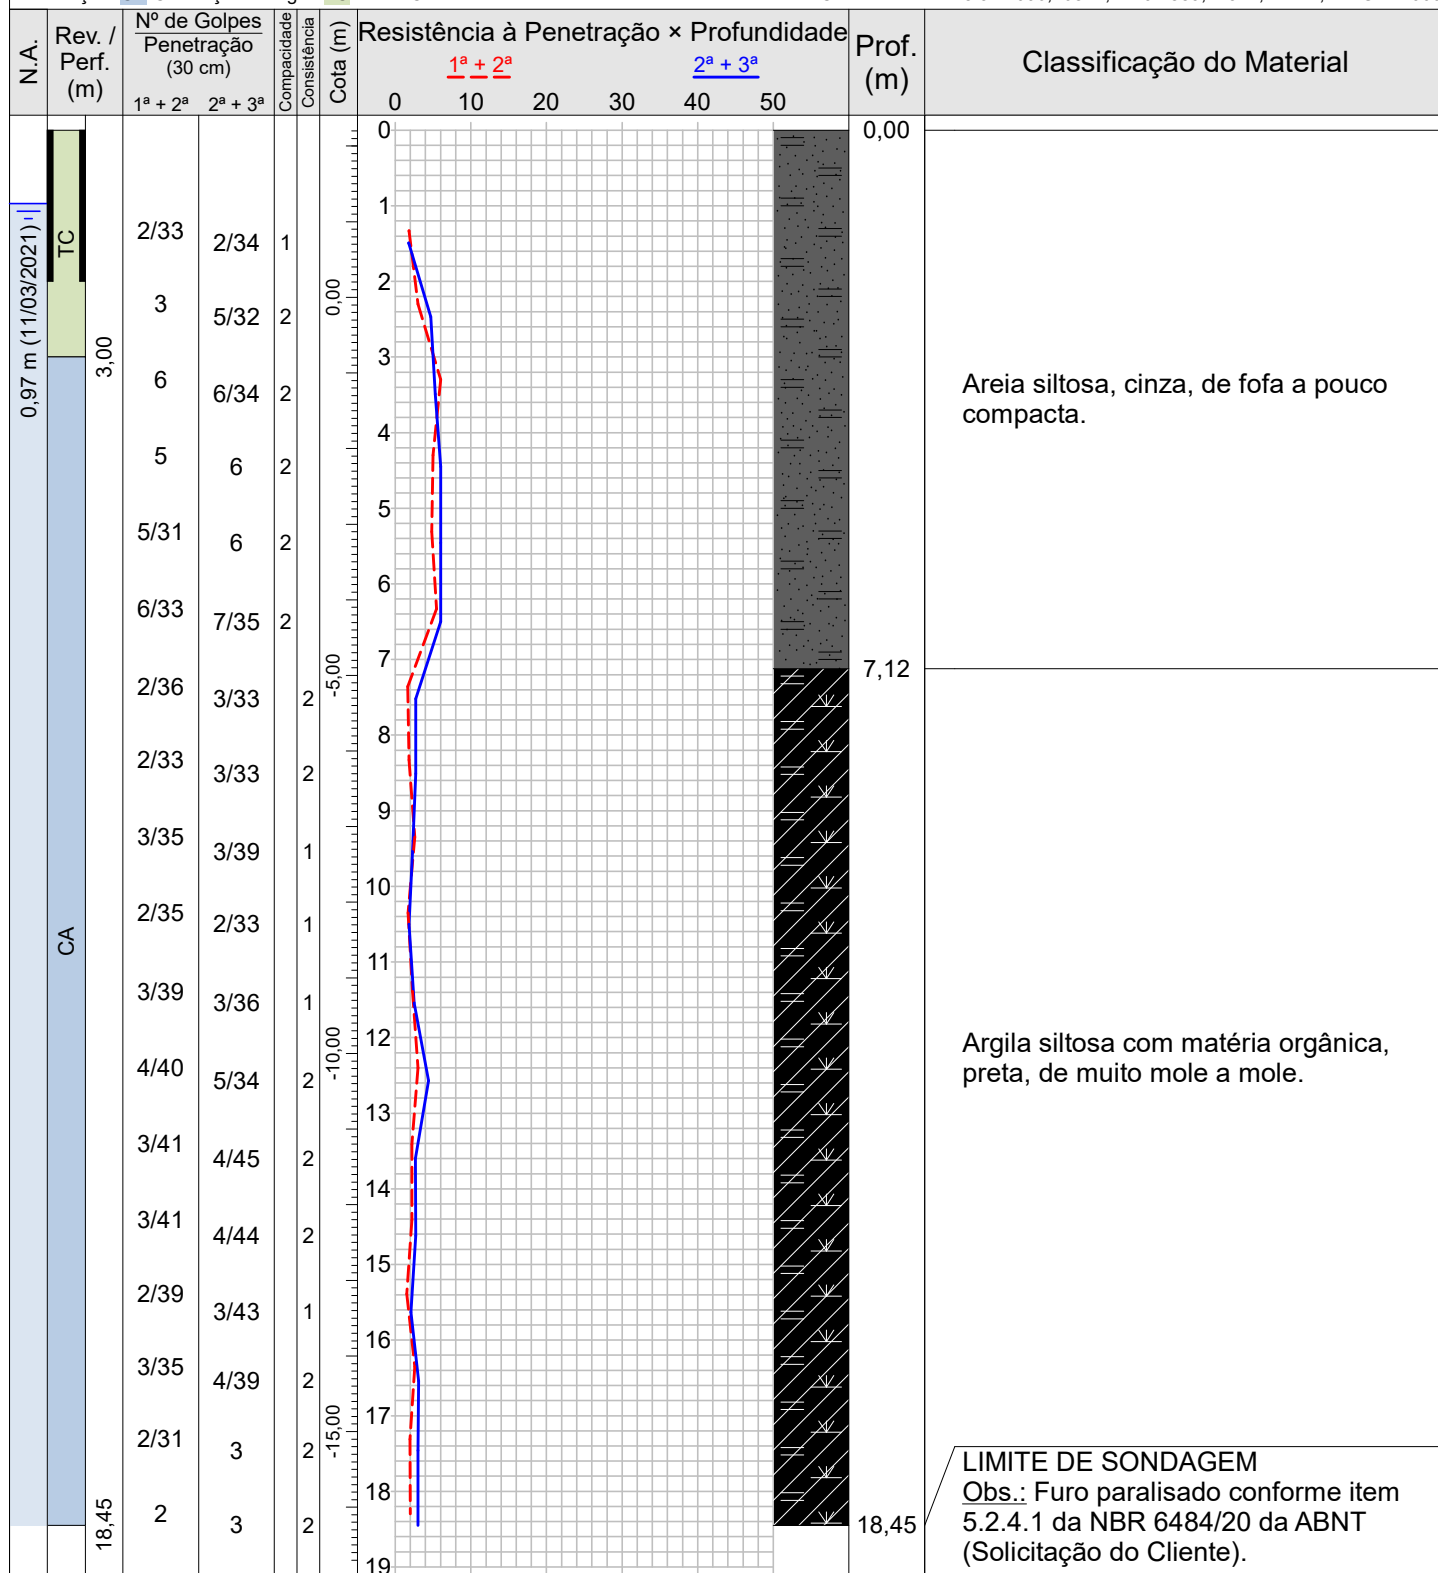 N.A.
Rev. /
Perf.
(m)
Nº de Golpes
Penetração
(30 cm)
1ª + 2ª 2ª + 3ª
Compacidade
Consistência
Cota (m)
Resistência à Penetração × Profundidade
1ª + 2ª 2ª + 3ª
0 10 20 30 40 50
Prof.
(m)
Classificação do Material
0 0,00
0,97 m (11/03/2021)
TC
3,00
CA
18,45
1
2/33 2/34 1
2
3 5/32 2
0,00
3
6 6/34 2
Areia siltosa, cinza, de fofa a pouco
compacta.
4
5 6 2
5
5/31 6 2
6
6/33 7/35 2
7
-5,00
7,12
2/36 3/33 2
8
2/33 3/33 2
9
3/35 3/39 1
10
2/35 2/33 1
11
3/39 3/36 1
12
-10,00
4/40 5/34 2
Argila siltosa com matéria orgânica,
preta, de muito mole a mole.
13
3/41 4/45 2
14
3/41 4/44 2
15
2/39 3/43 1
16
3/35 4/39 2
17
-15,00
2/31 3 2
18
2 3 2
18,45
LIMITE DE SONDAGEM
Obs.: Furo paralisado conforme item
5.2.4.1 da NBR 6484/20 da ABNT
(Solicitação do Cliente).
19